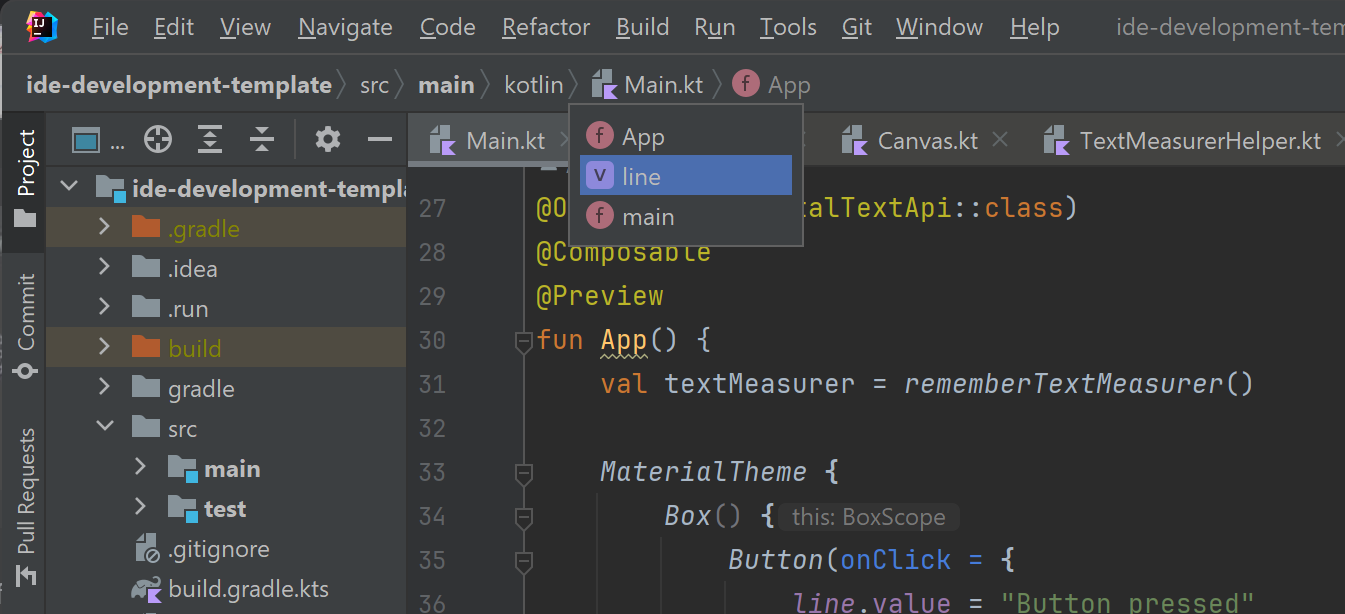 IJ File Edit View Navigate Code Refactor Build Run Tools Git Window Help ide-development-tem
ide-development-template src main kotlin Main.kt f App
Project
Commit
Pull Requests
...
Main.kt
Canvas.kt
TextMeasurerHelper.kt
f App
v line
f main
ide-development-templa
.gradle
.idea
.run
build
gradle
src
main
test
.gitignore
build.gradle.kts
27 @O talTextApi::class)
28 @Composable
29 @Preview
30 fun App() {
31 val textMeasurer = rememberTextMeasurer()
32
33 MaterialTheme {
34 Box() { this: BoxScope
35 Button(onClick = {
36 line.value = "Button pressed"